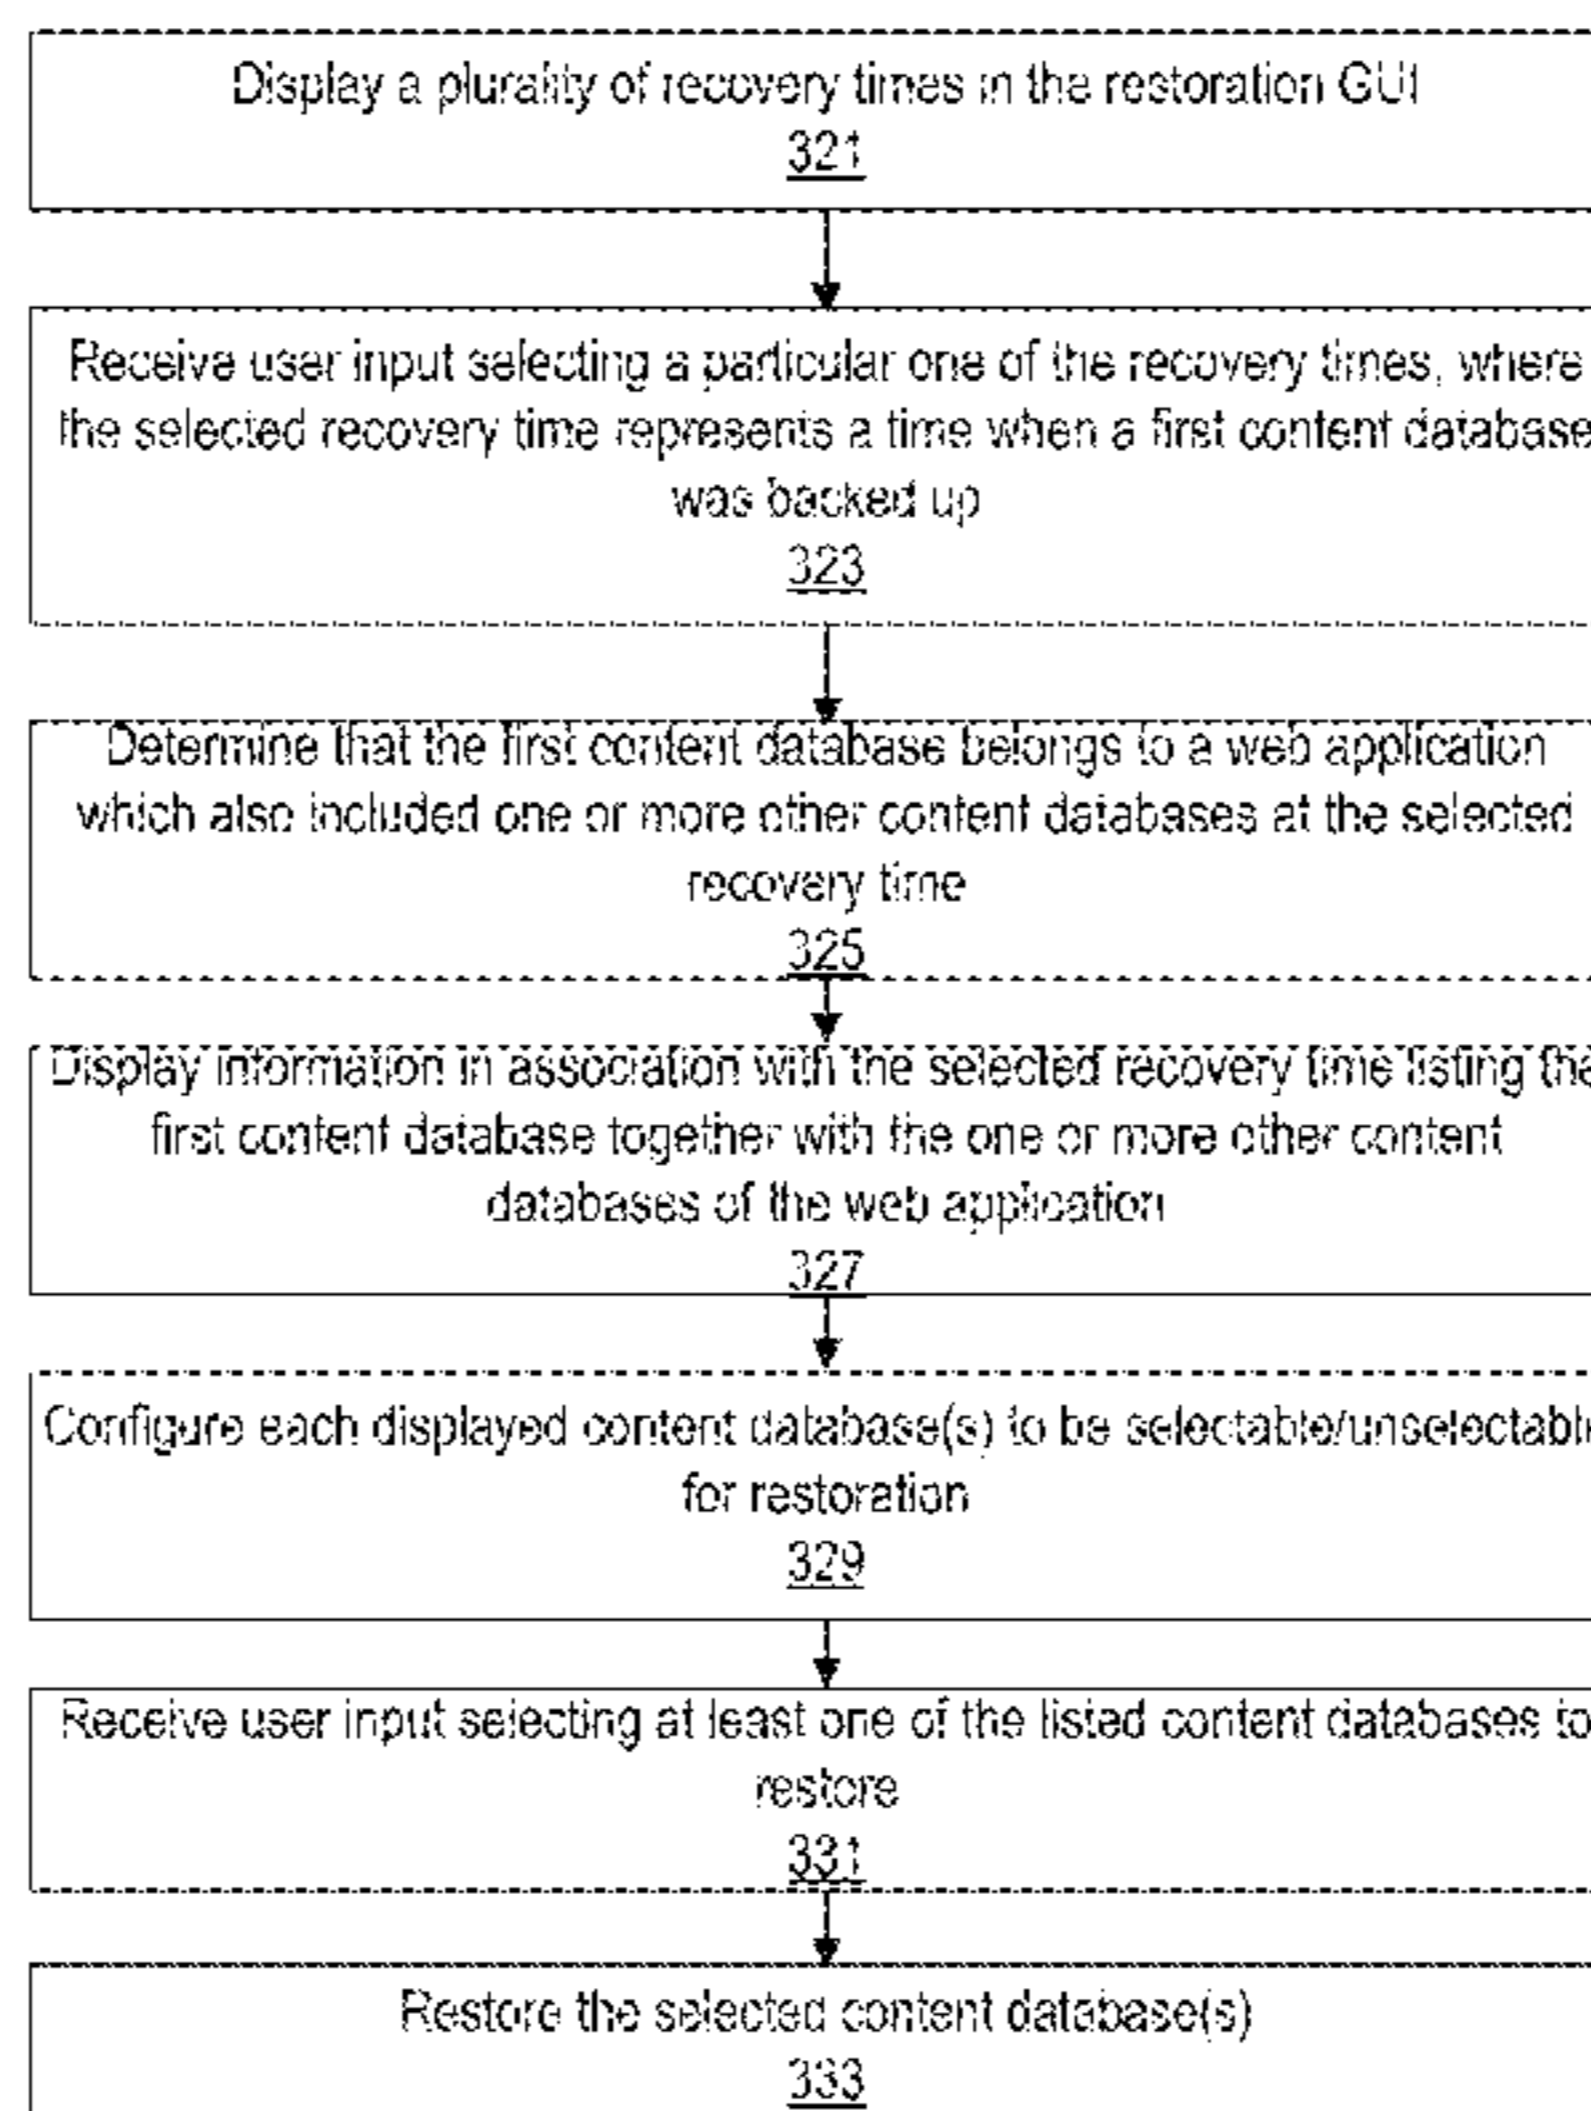 Display a plurality of recovery times in the restoration GUI
321
Receive user input selecting a particular one of the recovery times, where
the selected recovery time represents a time when a first content database
was backed up
323
Determine that the first content database belongs to a web application
which also included one or more other content databases at the selected
recovery time
325
Display information in association with the selected recovery time listing the
first content database together with the one or more other content
databases of the web application
327
Configure each displayed content database(s) to be selectable/unselectable
for restoration
329
Receive user input selecting at least one of the listed content databases to
restore
331
Restore the selected content database(s)
333